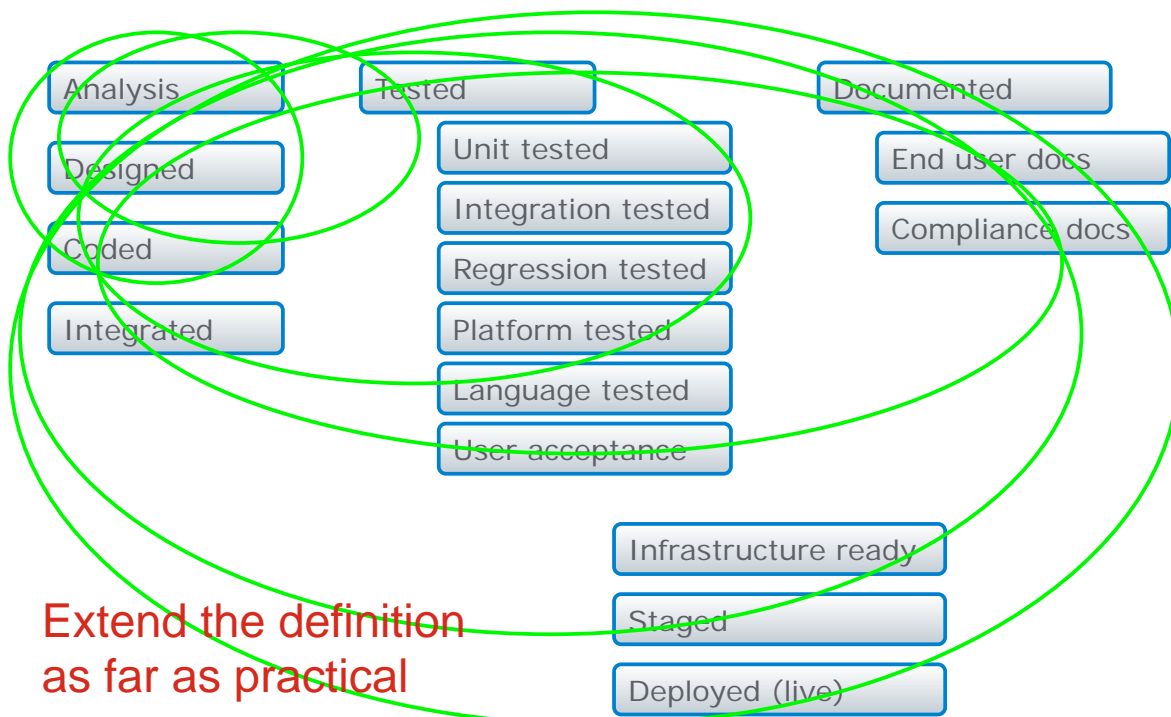 Analysis
Designed
Coded
Integrated
Tested
Unit tested
Integration tested
Regression tested
Platform tested
Language tested
User acceptance
Documented
End user docs
Compliance docs
Infrastructure ready
Staged
Deployed (live)
Extend the definition
as far as practical